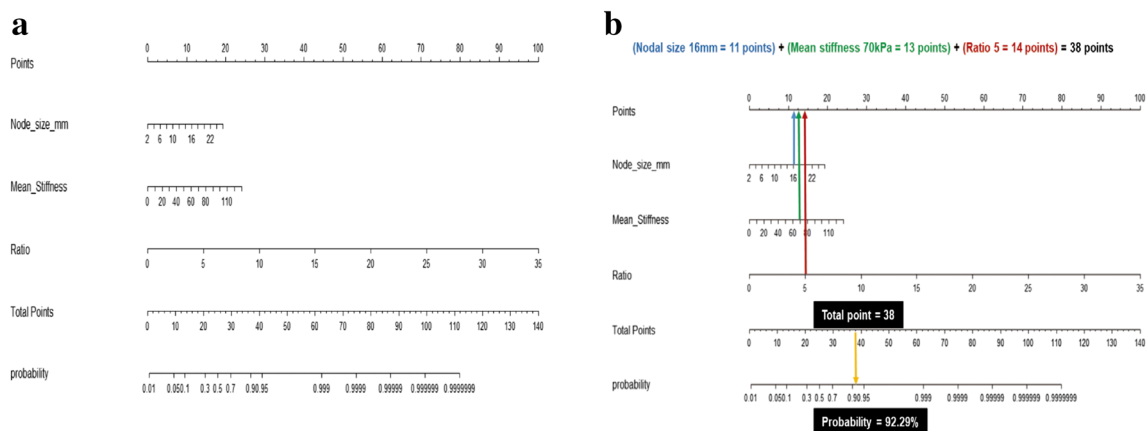 a
0 10 20 30 40 50 60 70 80 90 100
Points
Node_size_mm
2 6 10 16 22
Mean_Stiffness
0 20 40 60 80 110
Ratio
0 5 10 15 20 25 30 35
Total Points
0 10 20 30 40 50 60 70 80 90 100 110 120 130 140
probability
0.01 0.05 0.1 0.3 0.5 0.7 0.90 0.95 0.999 0.9999 0.99999 0.999999 0.9999999
b
(Nodal size 16mm = 11 points) + (Mean stiffness 70kPa = 13 points) + (Ratio 5 = 14 points) = 38 points
0 10 20 30 40 50 60 70 80 90 100
Points
Node_size_mm
2 6 10 16 22
Mean_Stiffness
0 20 40 60 80 110
Ratio
0 5 10 15 20 25 30 35
Total point = 38
Total Points
0 10 20 30 40 50 60 70 80 90 100 110 120 130 140
probability
0.01 0.05 0.1 0.3 0.5 0.7 0.90 0.95 0.999 0.9999 0.99999 0.999999 0.9999999
Probability = 92.29%